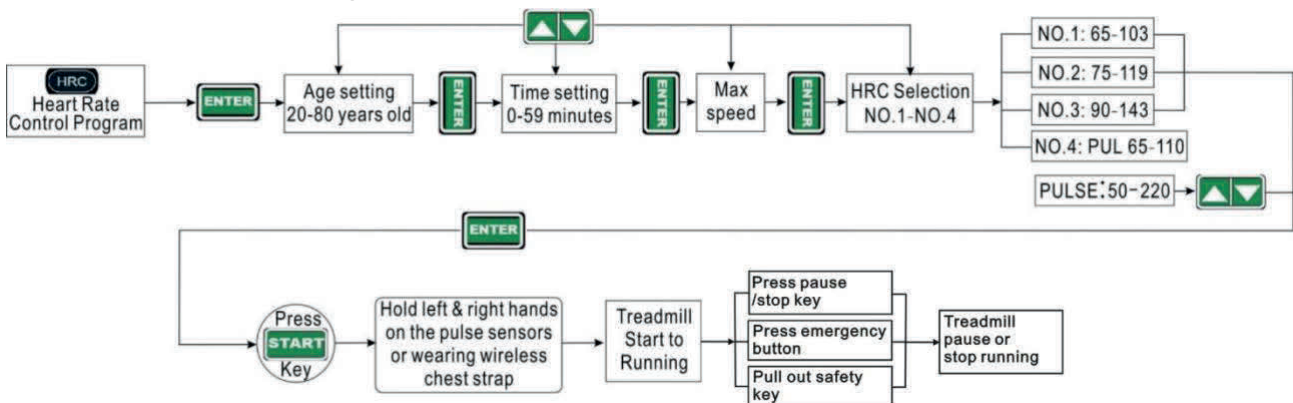 HRC
Heart Rate
Control Program
ENTER
Age setting
20-80 years old
ENTER
Time setting
0-59 minutes
ENTER
Max
speed
ENTER
HRC Selection
NO.1-NO.4
NO.1: 65-103
NO.2: 75-119
NO.3: 90-143
NO.4: PUL 65-110
PULSE:50-220
ENTER
Press
START
Key
Hold left & right hands
on the pulse sensors
or wearing wireless
chest strap
Treadmill
Start to
Running
Press pause
/stop key
Press emergency
button
Pull out safety
key
Treadmill
pause or
stop running